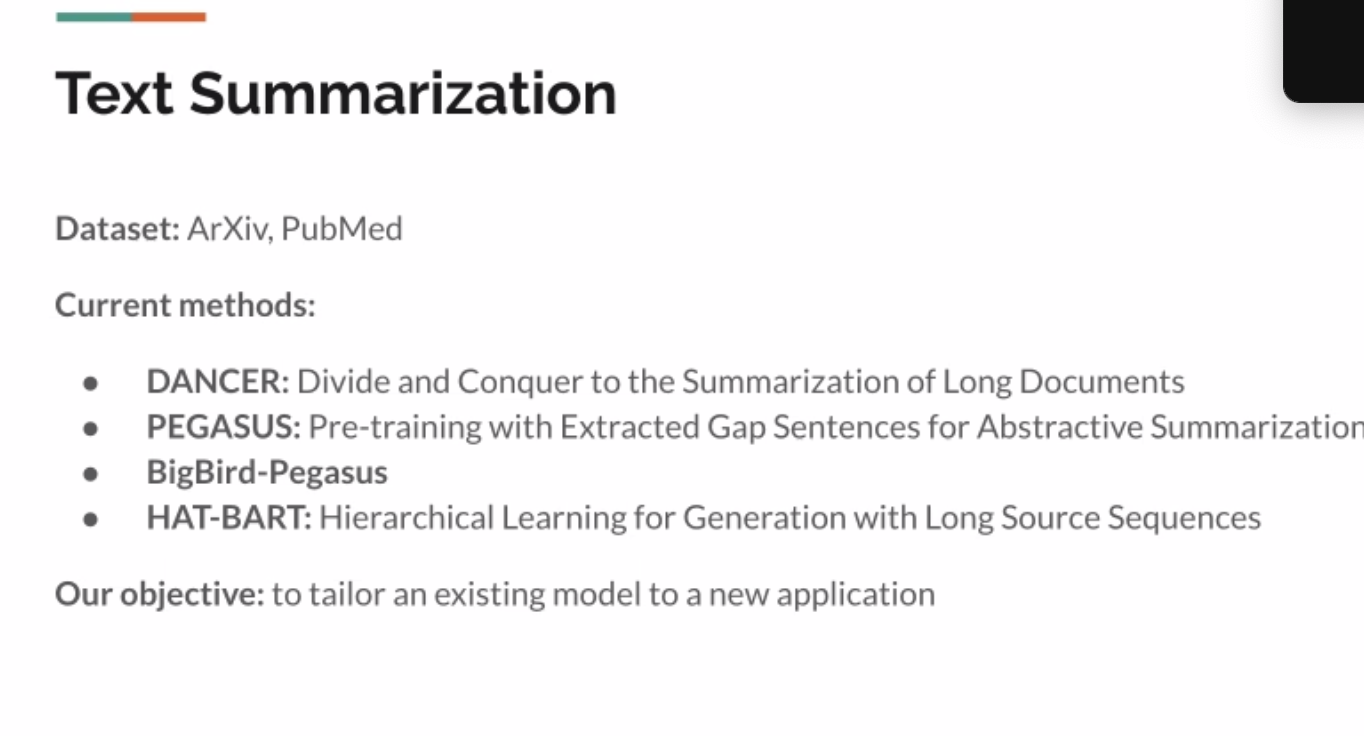 Text Summarization
Dataset: ArXiv, PubMed
Current methods:
● DANCER: Divide and Conquer to the Summarization of Long Documents
● PEGASUS: Pre-training with Extracted Gap Sentences for Abstractive Summarization
● BigBird-Pegasus
● HAT-BART: Hierarchical Learning for Generation with Long Source Sequences
Our objective: to tailor an existing model to a new application